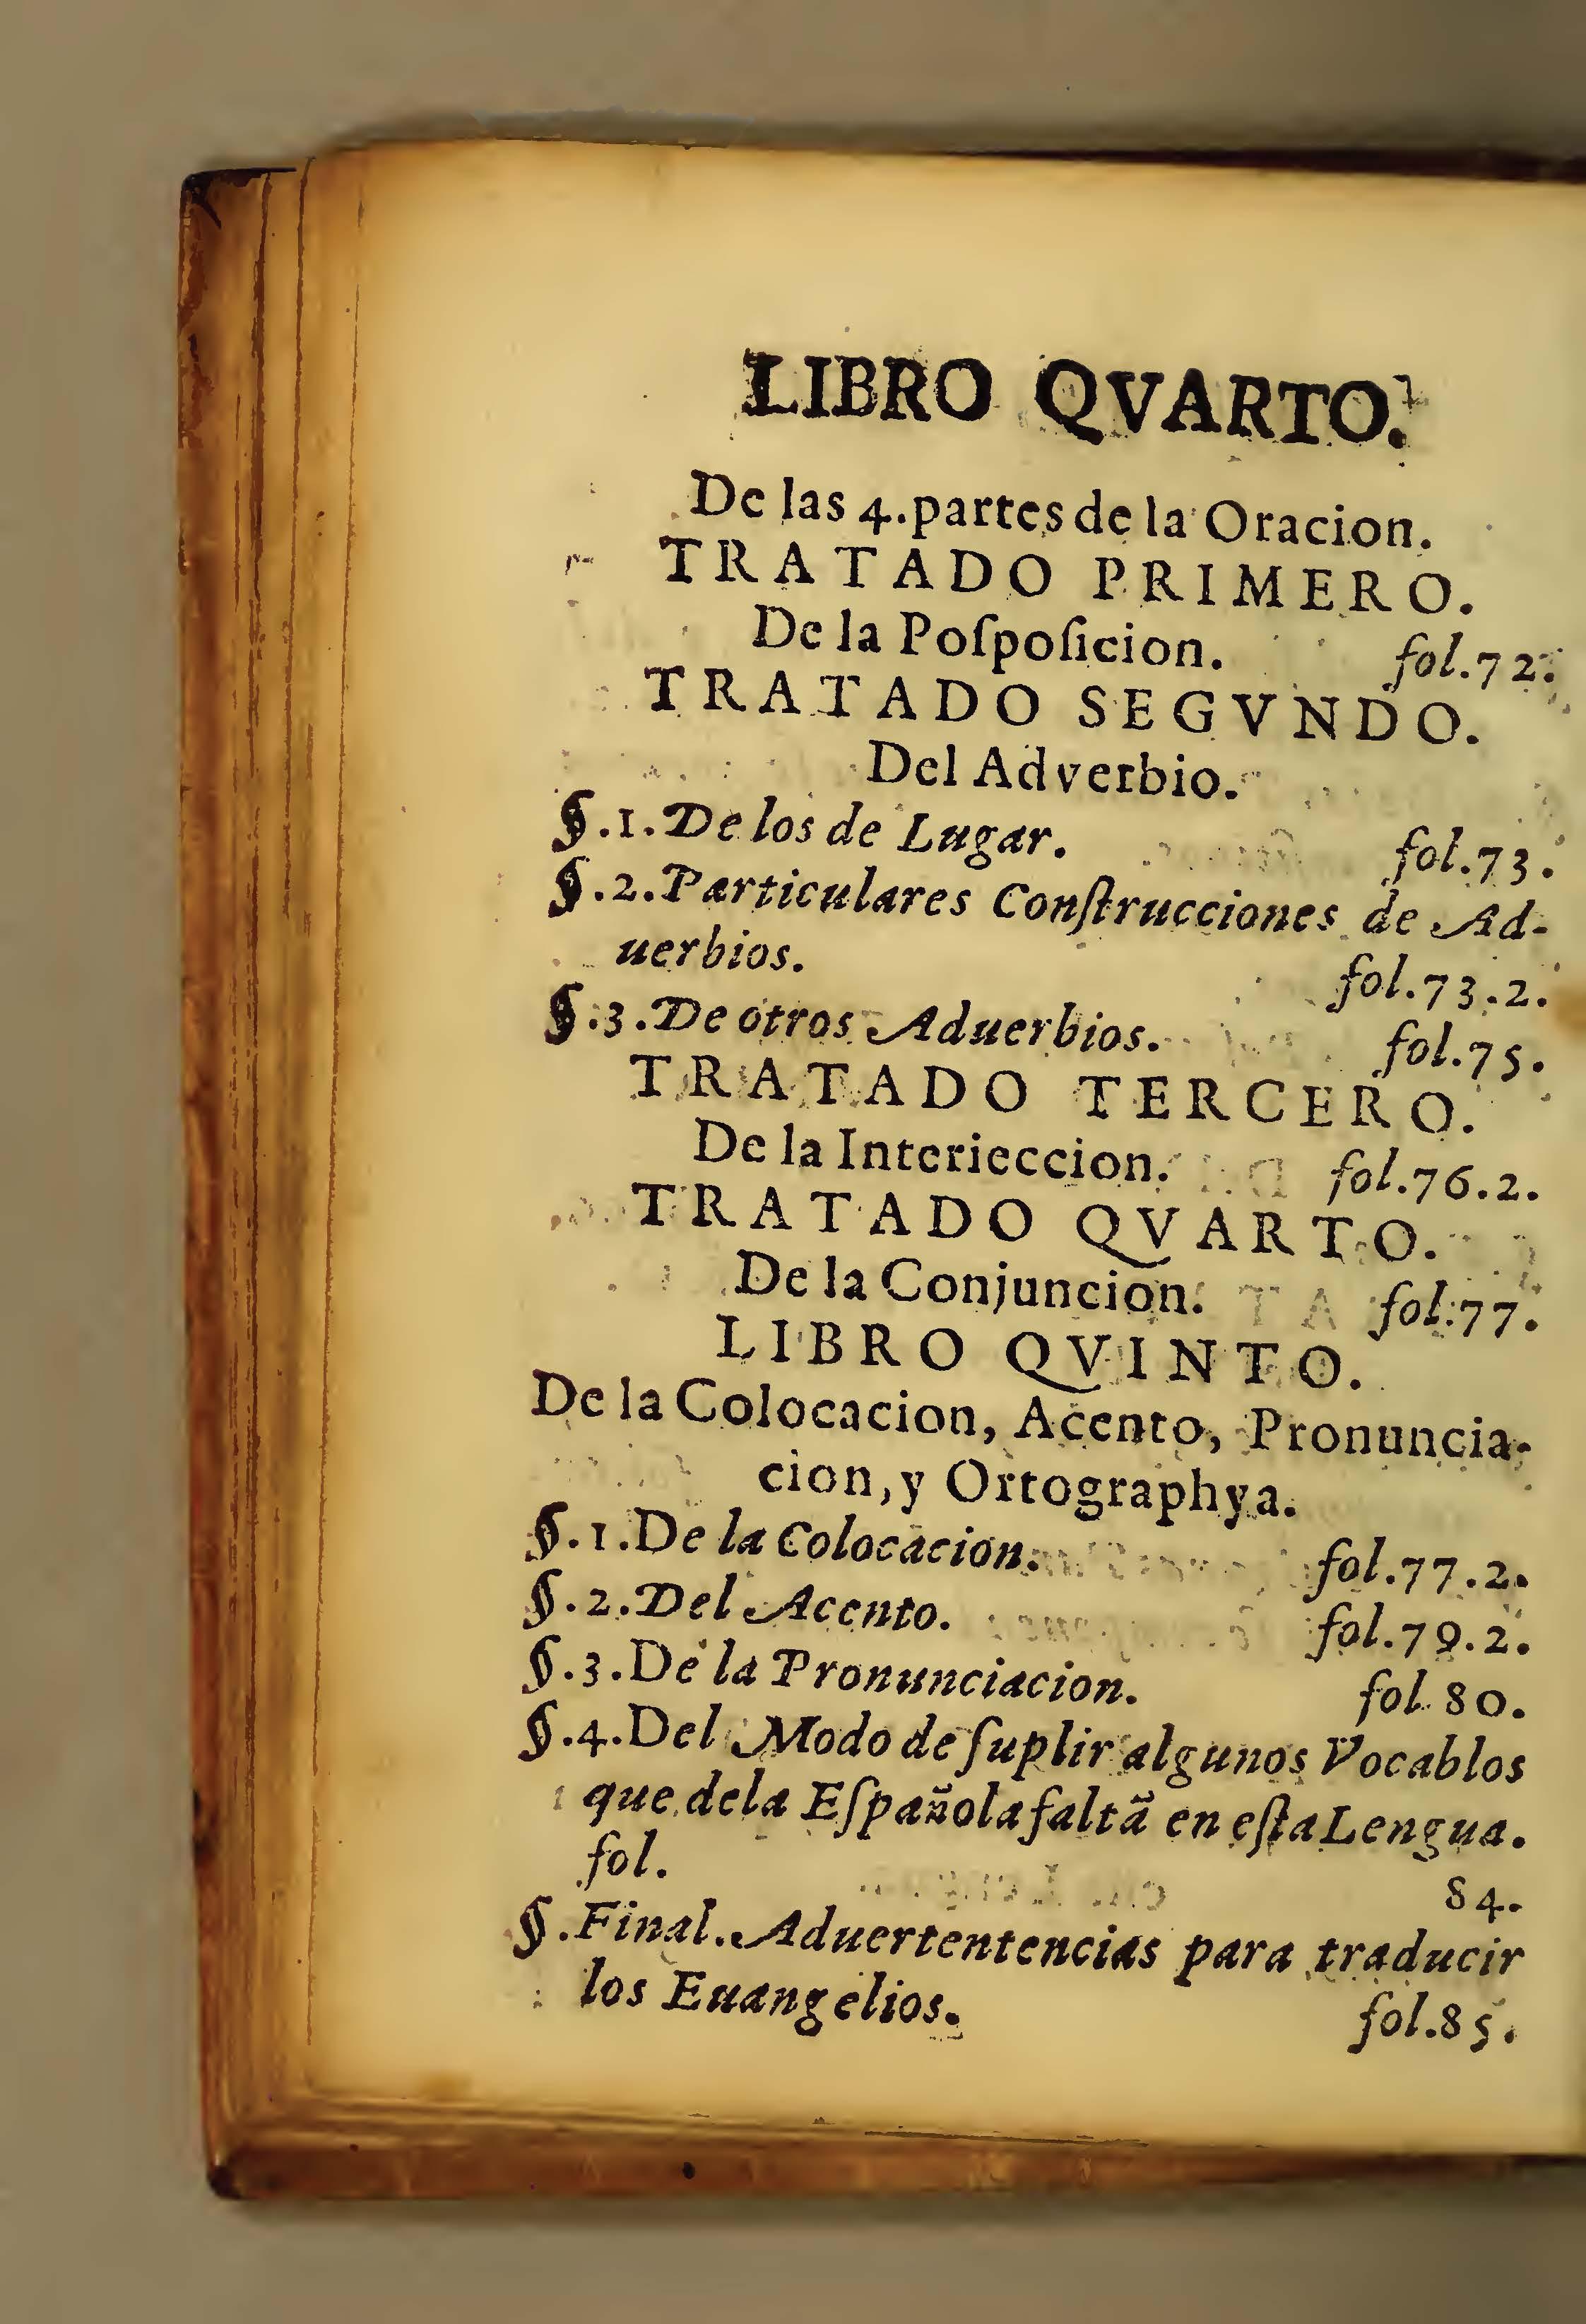 LIBRO QVARTO.
De las 4. partes de la Oracion.
TRATADO PRIMERO.
De la Poſpoſicion. fol.72.
TRATADO SEGVNDO.
Del Adverbio.
§.1. De los de Lugar. fol.73.
§.2. Particulares Conſtrucciones de Ad-
uerbios. fol.73.2.
§.3. De otros Aduerbios. fol.75.
TRATADO TERCERO.
De la Interieccion. fol.76.2.
TRATADO QVARTO.
De la Conjuncion. fol.77.
LIBRO QVINTO.
De la Colocacion, Acento, Pronuncia-
cion, y Ortographya.
§.1. De la Colocacion. fol.77.2.
§.2. Del Acento. fol.79.2.
§.3. De la Pronunciacion. fol 80.
§.4. Del Modo de ſuplir algunos Vocablos
que dela Eſpañola faltã en eſta Lengua.
fol. 84.
§. Final. Aduertentencias para traducir
los Euangelios. fol.85.